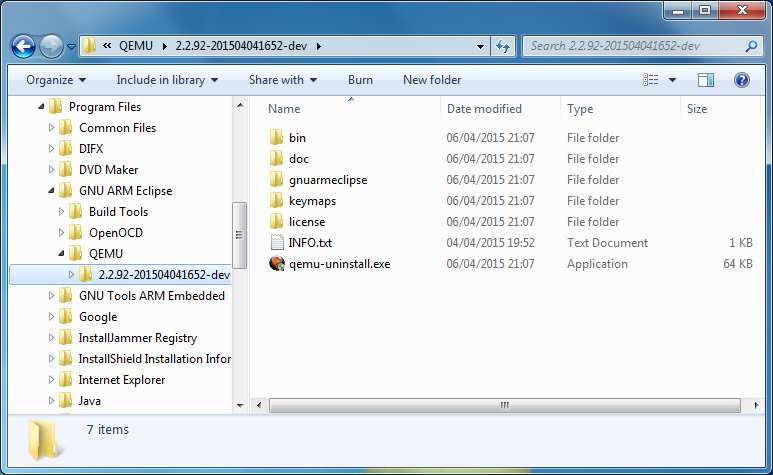 « QEMU 2.2.92-201504041652-dev
Search 2.2.92-201504041652-dev
Organize Include in library Share with Burn New folder
Program Files
Common Files
DIFX
DVD Maker
GNU ARM Eclipse
Build Tools
OpenOCD
QEMU
2.2.92-201504041652-dev
GNU Tools ARM Embedded
Google
InstallJammer Registry
InstallShield Installation Infor
Internet Explorer
Java
Name Date modified Type Size
bin 06/04/2015 21:07 File folder
doc 06/04/2015 21:07 File folder
gnuarmeclipse 06/04/2015 21:07 File folder
keymaps 06/04/2015 21:07 File folder
license 06/04/2015 21:07 File folder
INFO.txt 04/04/2015 19:52 Text Document 1 KB
qemu-uninstall.exe 06/04/2015 21:07 Application 64 KB
7 items